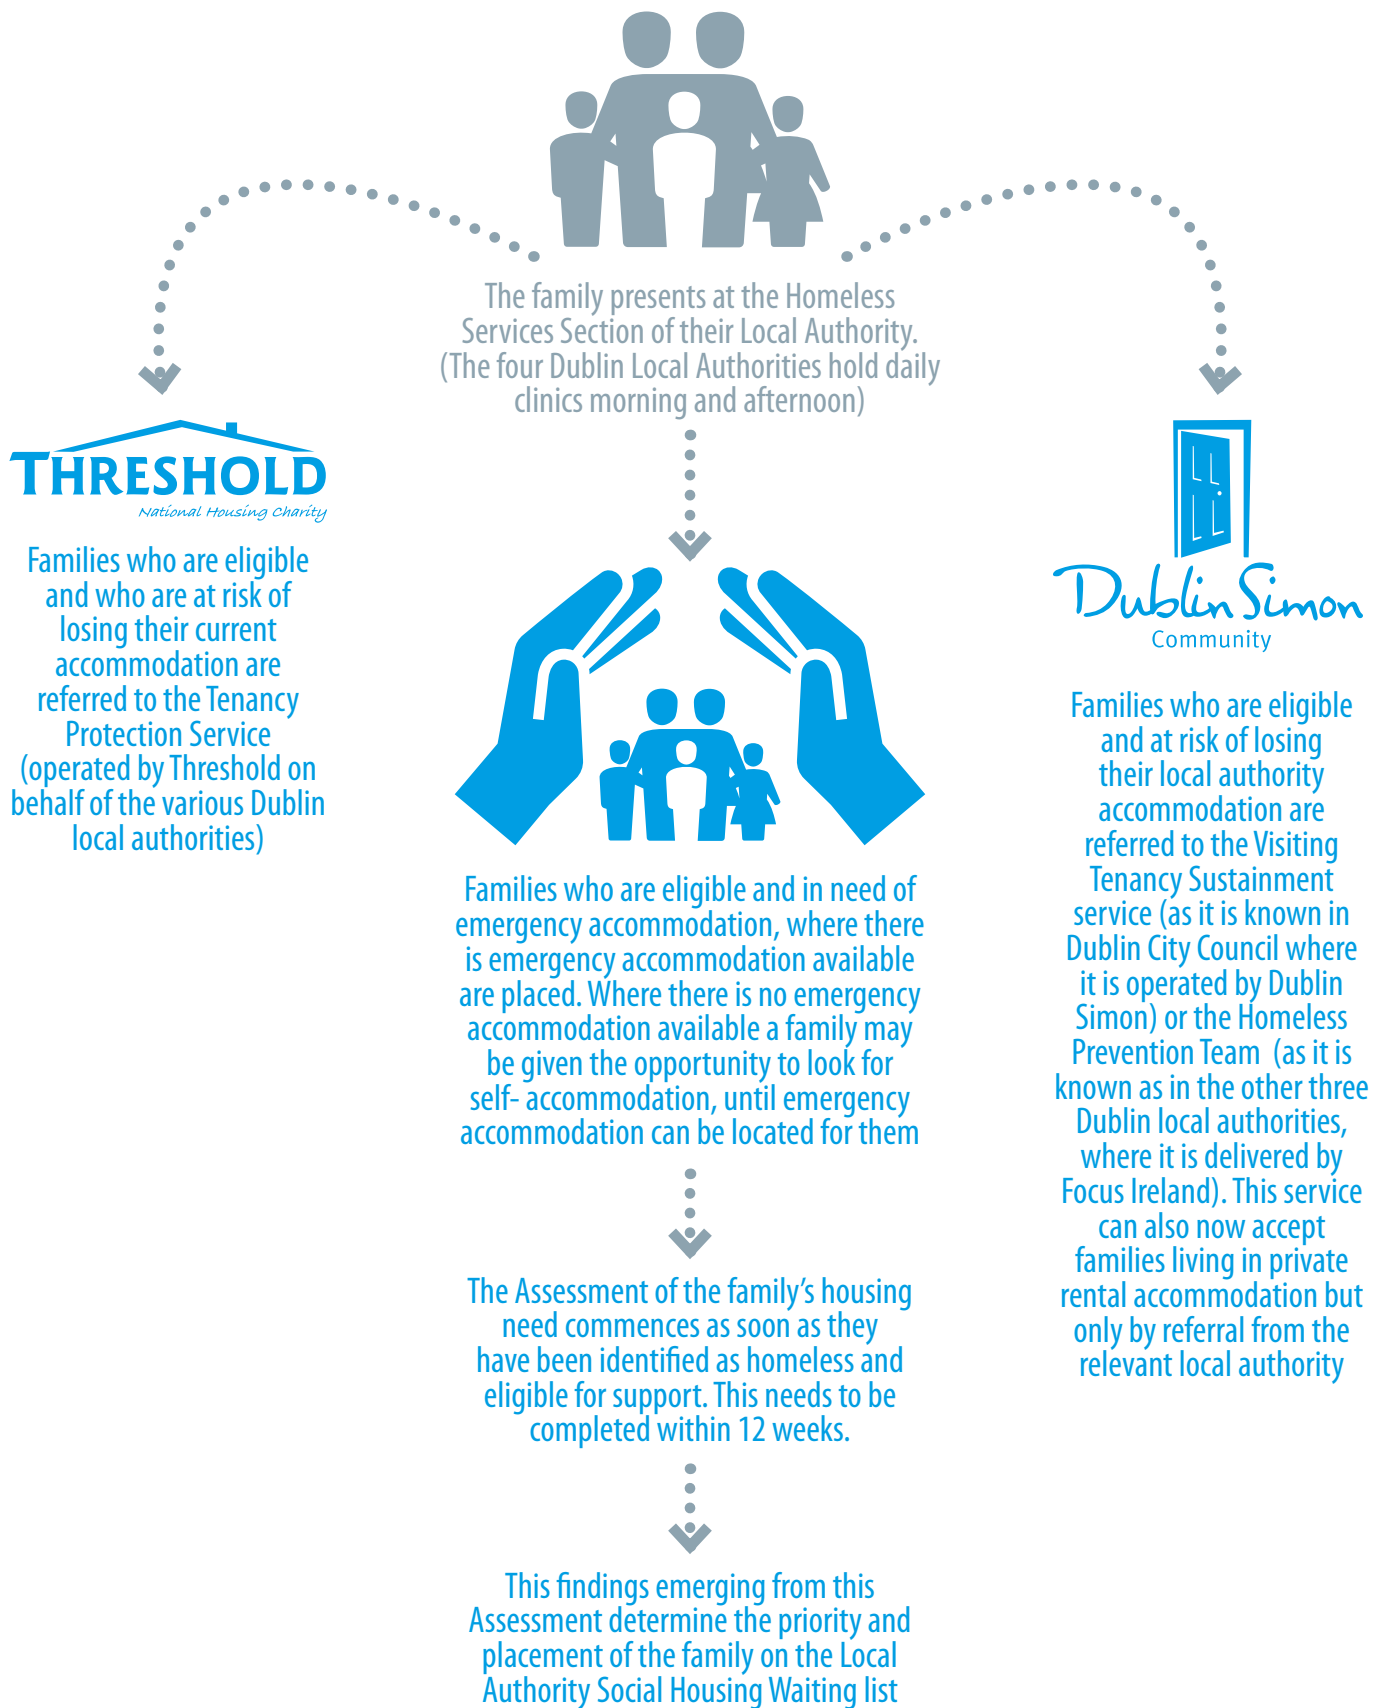 The family presents at the Homeless
Services Section of their Local Authority.
(The four Dublin Local Authorities hold daily
clinics morning and afternoon)
THRESHOLD
National Housing Charity
Families who are eligible
and who are at risk of
losing their current
accommodation are
referred to the Tenancy
Protection Service
(operated by Threshold on
behalf of the various Dublin
local authorities)
Families who are eligible and in need of
emergency accommodation, where there
is emergency accommodation available
are placed. Where there is no emergency
accommodation available a family may
be given the opportunity to look for
self- accommodation, until emergency
accommodation can be located for them
The Assessment of the family's housing
need commences as soon as they
have been identified as homeless and
eligible for support. This needs to be
completed within 12 weeks.
This findings emerging from this
Assessment determine the priority and
placement of the family on the Local
Authority Social Housing Waiting list
Dublin Simon
Community
Families who are eligible
and at risk of losing
their local authority
accommodation are
referred to the Visiting
Tenancy Sustainment
service (as it is known in
Dublin City Council where
it is operated by Dublin
Simon) or the Homeless
Prevention Team  (as it is
known as in the other three
Dublin local authorities,
where it is delivered by
Focus Ireland). This service
can also now accept
families living in private
rental accommodation but
only by referral from the
relevant local authority